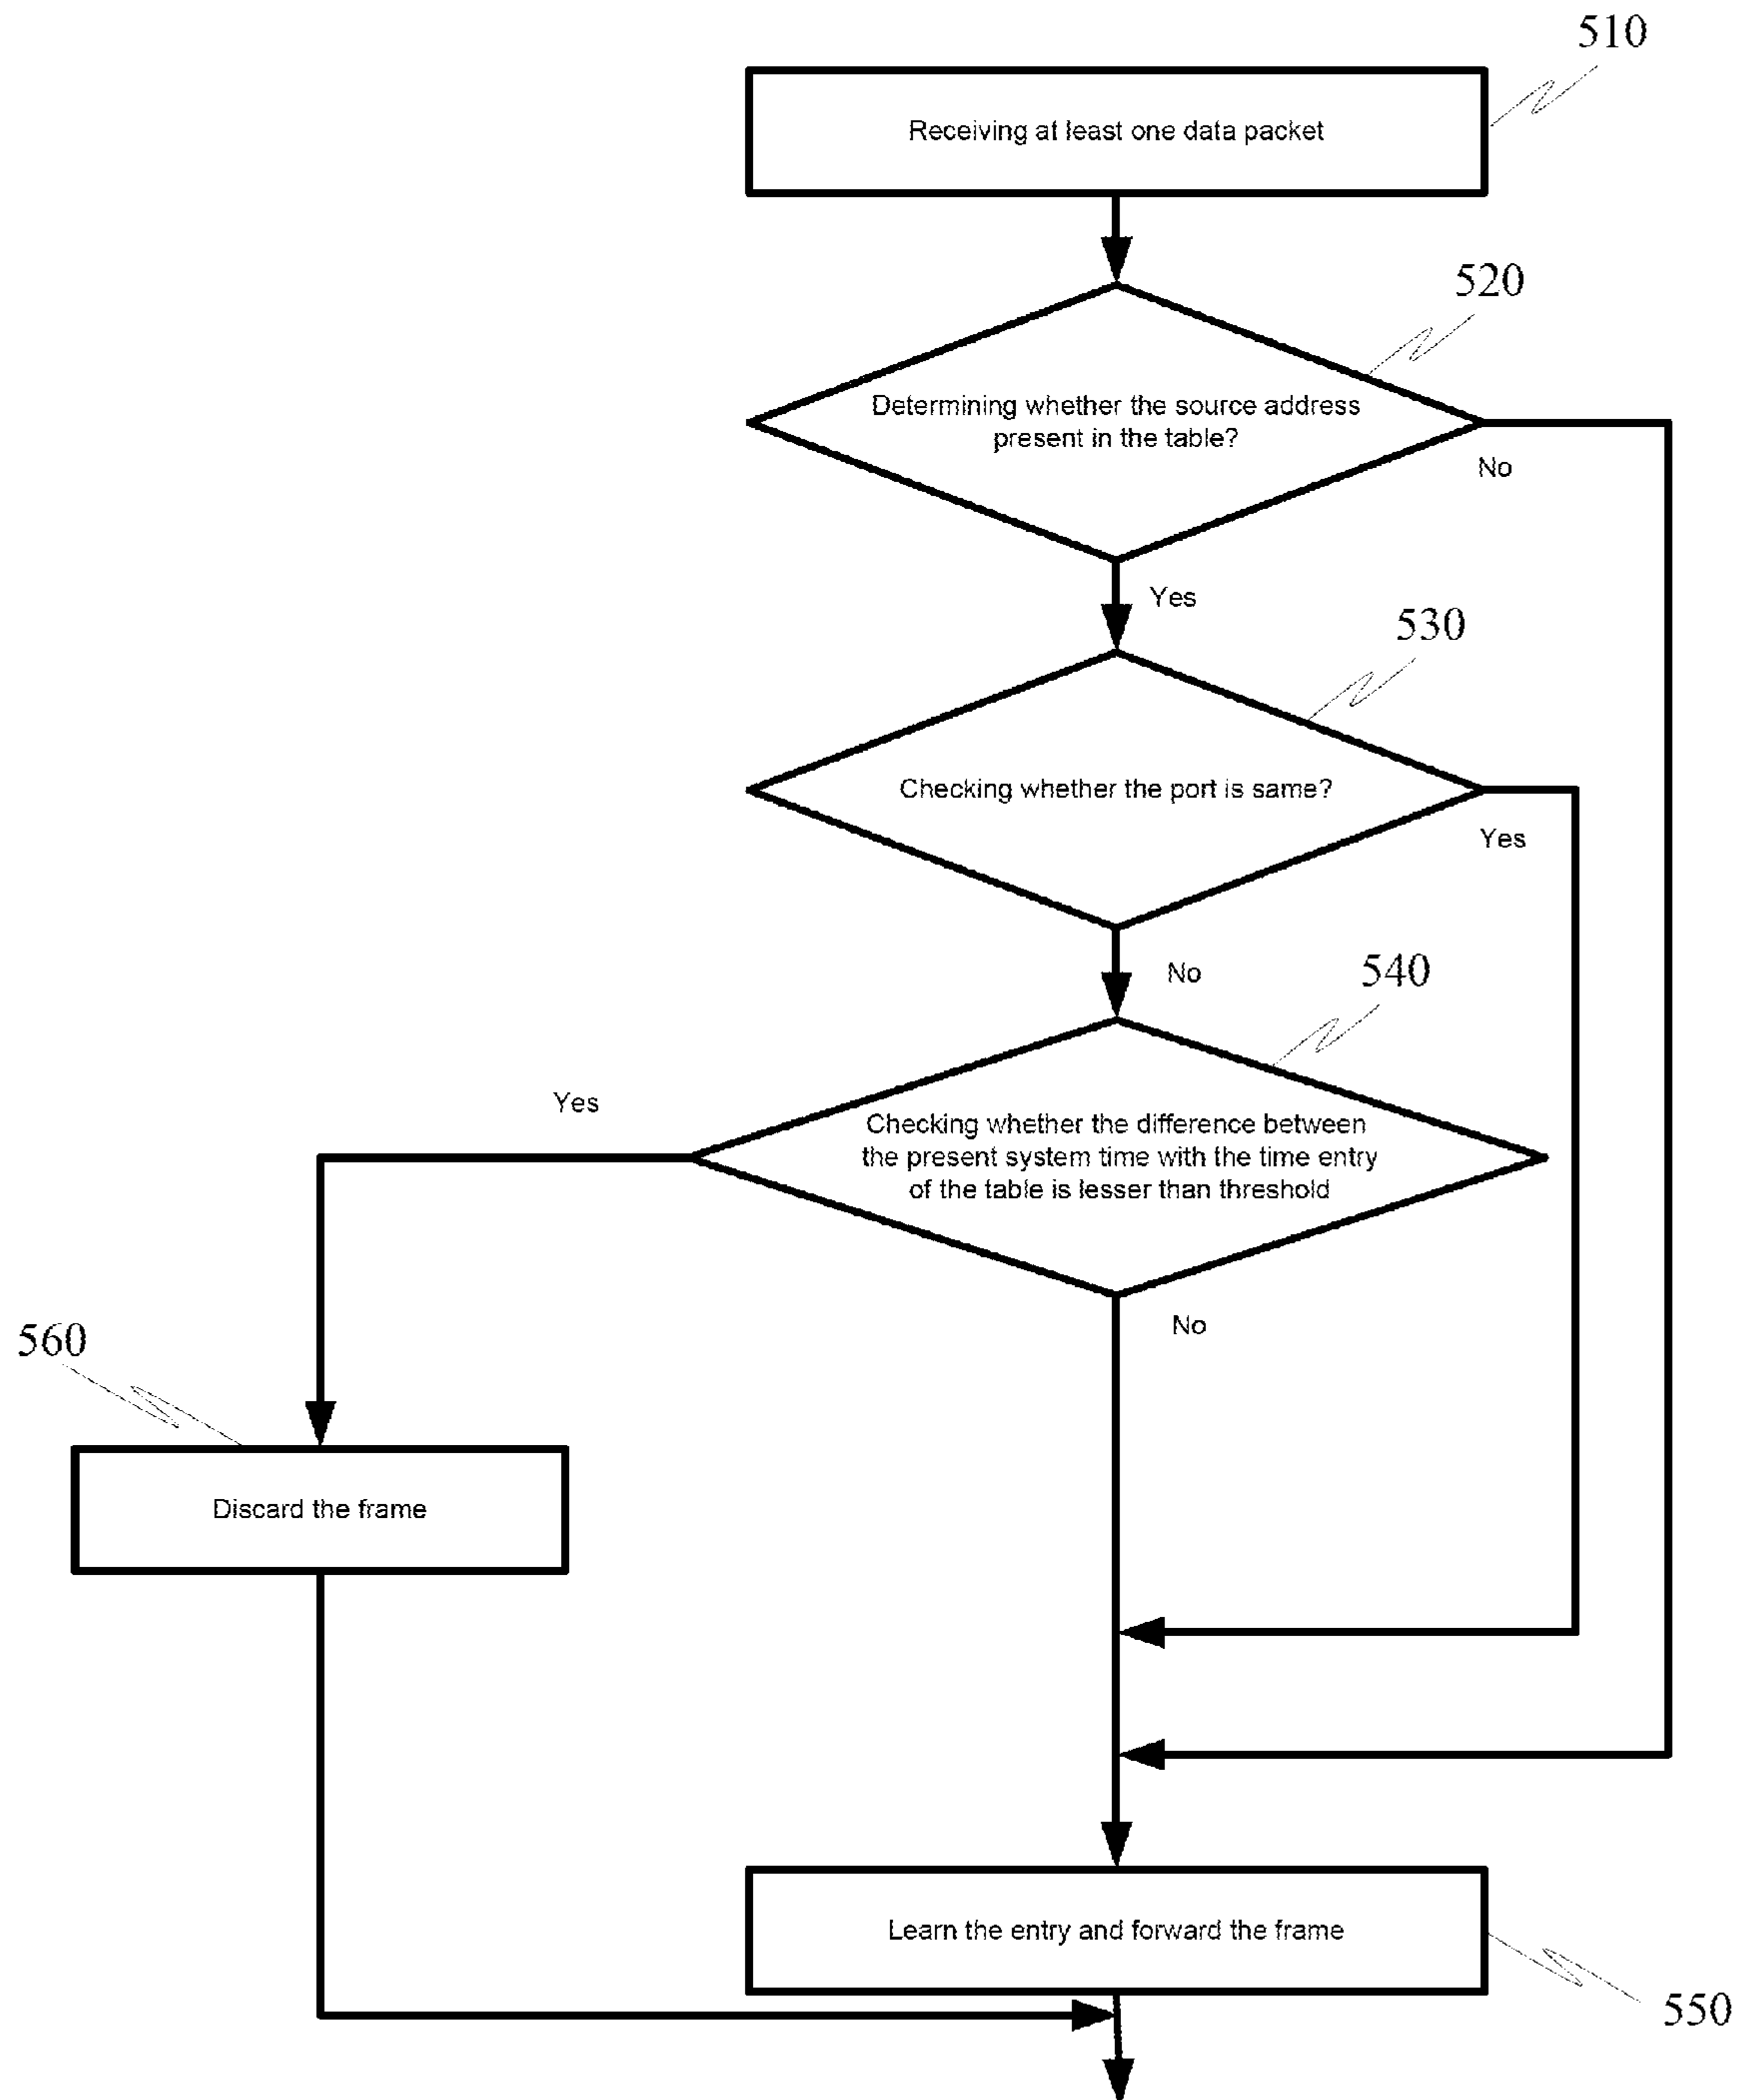 510
Receiving at least one data packet
520
Determining whether the source address
present in the table?
No
Yes
530
Checking whether the port is same?
Yes
No
540
Yes
Checking whether the difference between
the present system time with the time entry
of the table is lesser than threshold
No
560
Discard the frame
Learn the entry and forward the frame
550